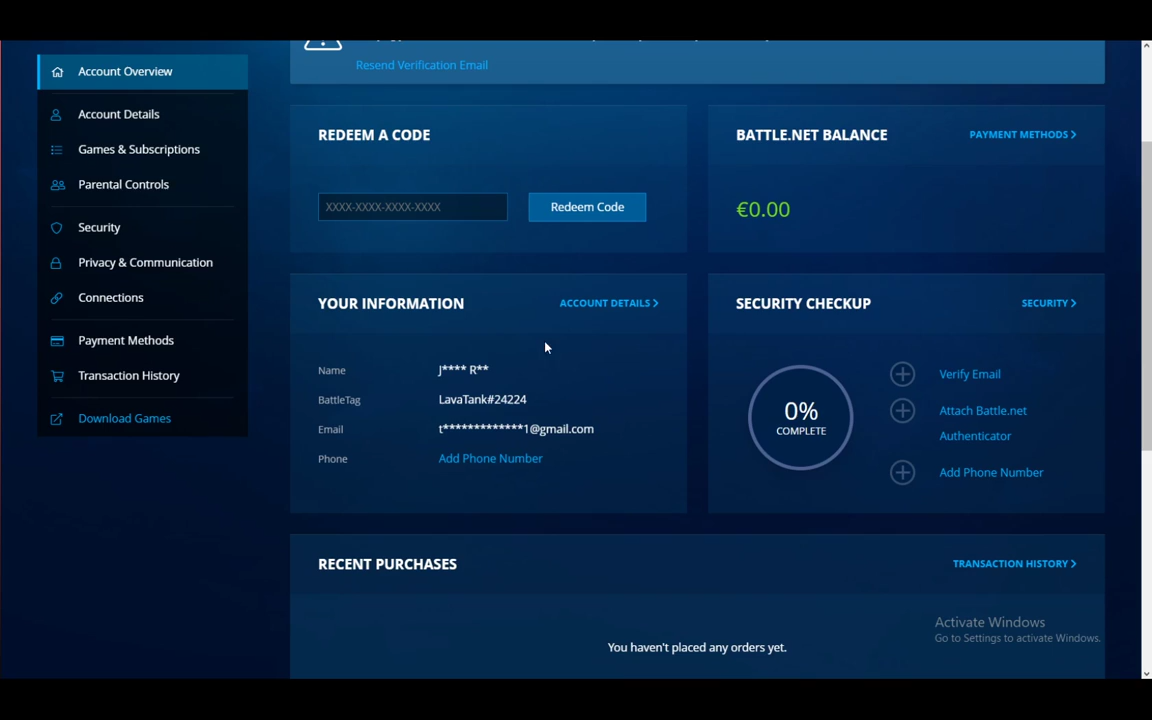 Resend Verification Email
Account Overview
Account Details
Games & Subscriptions
Parental Controls
Security
Privacy & Communication
Connections
Payment Methods
Transaction History
Download Games
REDEEM A CODE
XXXX-XXXX-XXXX-XXXX
Redeem Code
BATTLE.NET BALANCE
PAYMENT METHODS
€0.00
YOUR INFORMATION
ACCOUNT DETAILS
Name J**** R**
BattleTag LavaTank#24224
Email t*************1@gmail.com
Phone Add Phone Number
SECURITY CHECKUP
SECURITY
0%
COMPLETE
Verify Email
Attach Battle.net
Authenticator
Add Phone Number
RECENT PURCHASES
TRANSACTION HISTORY
You haven't placed any orders yet.
Activate Windows
Go to Settings to activate Windows.